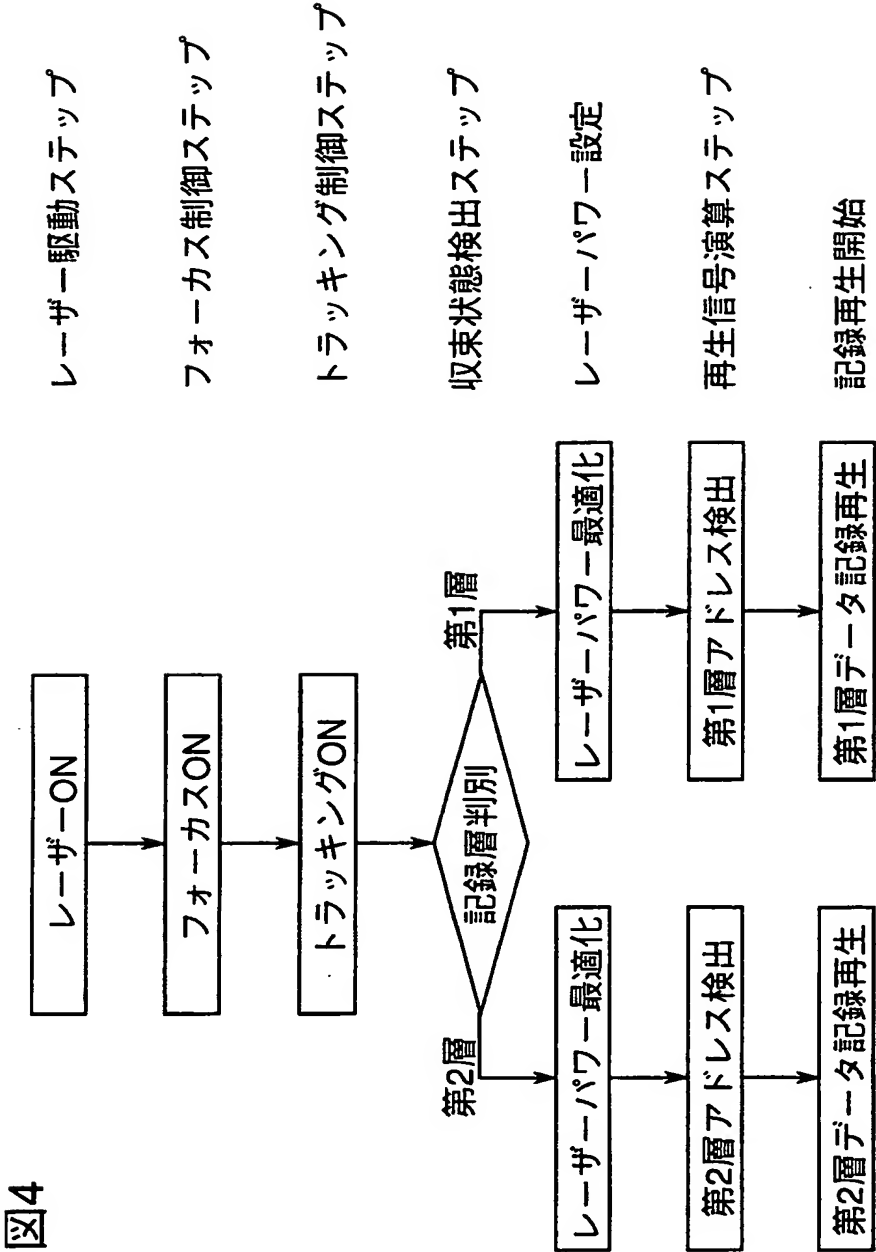 図4
レーザーON
レーザー駆動ステップ
フォーカスON
フォーカス制御ステップ
トラッキングON
トラッキング制御ステップ
第2層
記録層判別
第1層
収束状態検出ステップ
レーザーパワー最適化
レーザーパワー最適化
レーザーパワー設定
第2層アドレス検出
第1層アドレス検出
再生信号演算ステップ
第2層データ記録再生
第1層データ記録再生
記録再生開始